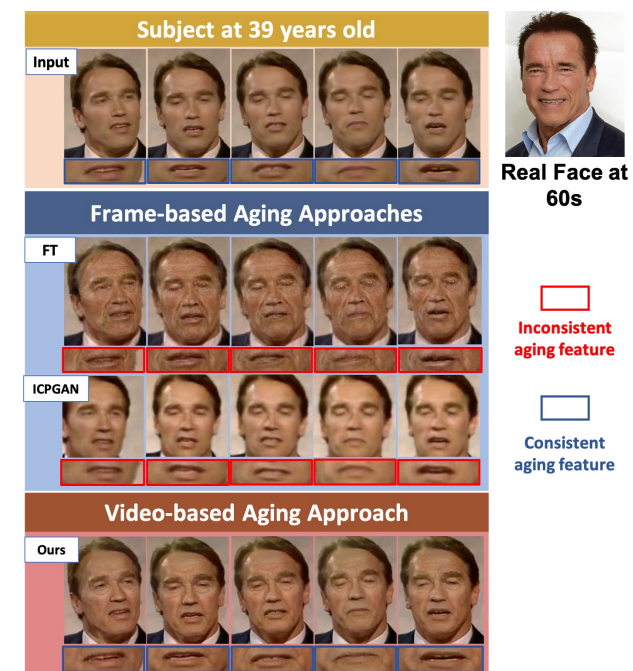 Subject at 39 years old
Input
Real Face at
60s
Frame-based Aging Approaches
FT
Inconsistent
aging feature
ICPGAN
Consistent
aging feature
Video-based Aging Approach
Ours